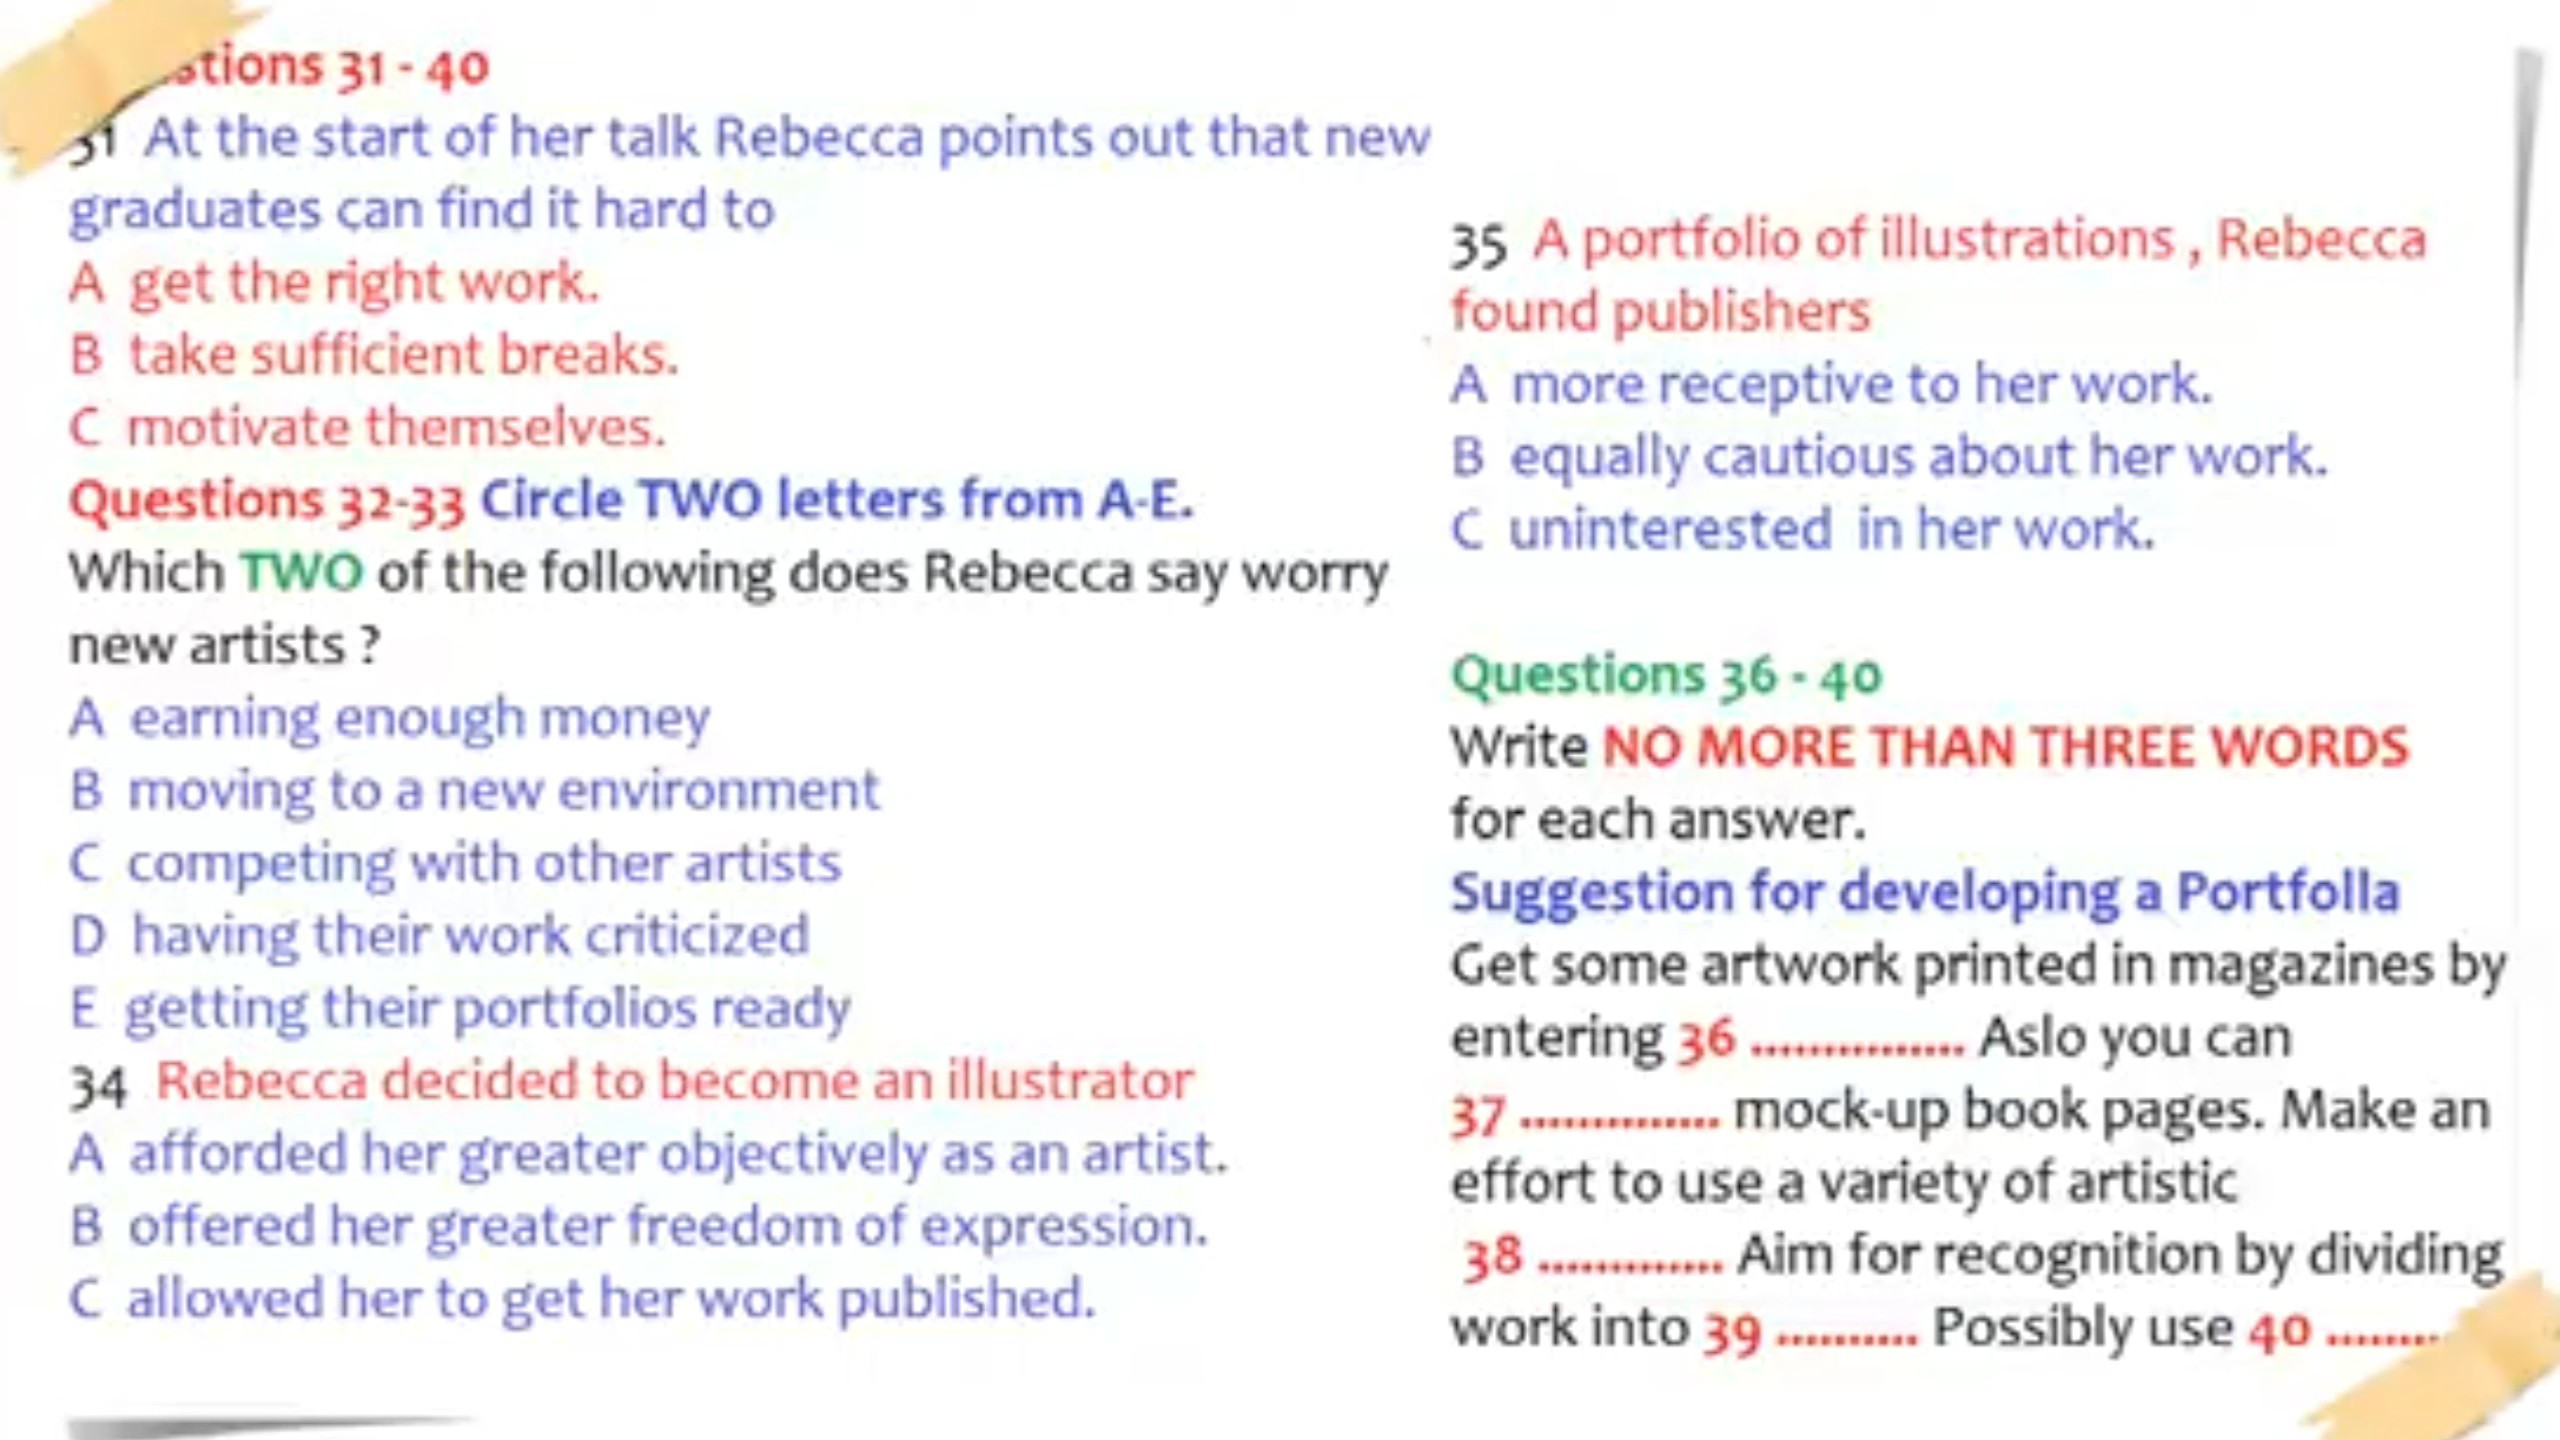 stions 31 - 40
31 At the start of her talk Rebecca points out that new
graduates can find it hard to
A get the right work.
B take sufficient breaks.
C motivate themselves.
Questions 32-33 Circle TWO letters from A-E.
Which TWO of the following does Rebecca say worry
new artists ?
A earning enough money
B moving to a new environment
C competing with other artists
D having their work criticized
E getting their portfolios ready
34 Rebecca decided to become an illustrator
A afforded her greater objectively as an artist.
B offered her greater freedom of expression.
C allowed her to get her work published.
35 A portfolio of illustrations , Rebecca
found publishers
A more receptive to her work.
B equally cautious about her work.
C uninterested in her work.
Questions 36 - 40
Write NO MORE THAN THREE WORDS
for each answer.
Suggestion for developing a Portfolla
Get some artwork printed in magazines by
entering 36 ............... Aslo you can
37 .............. mock-up book pages. Make an
effort to use a variety of artistic
38 ............. Aim for recognition by dividing
work into 39 .......... Possibly use 40 ........